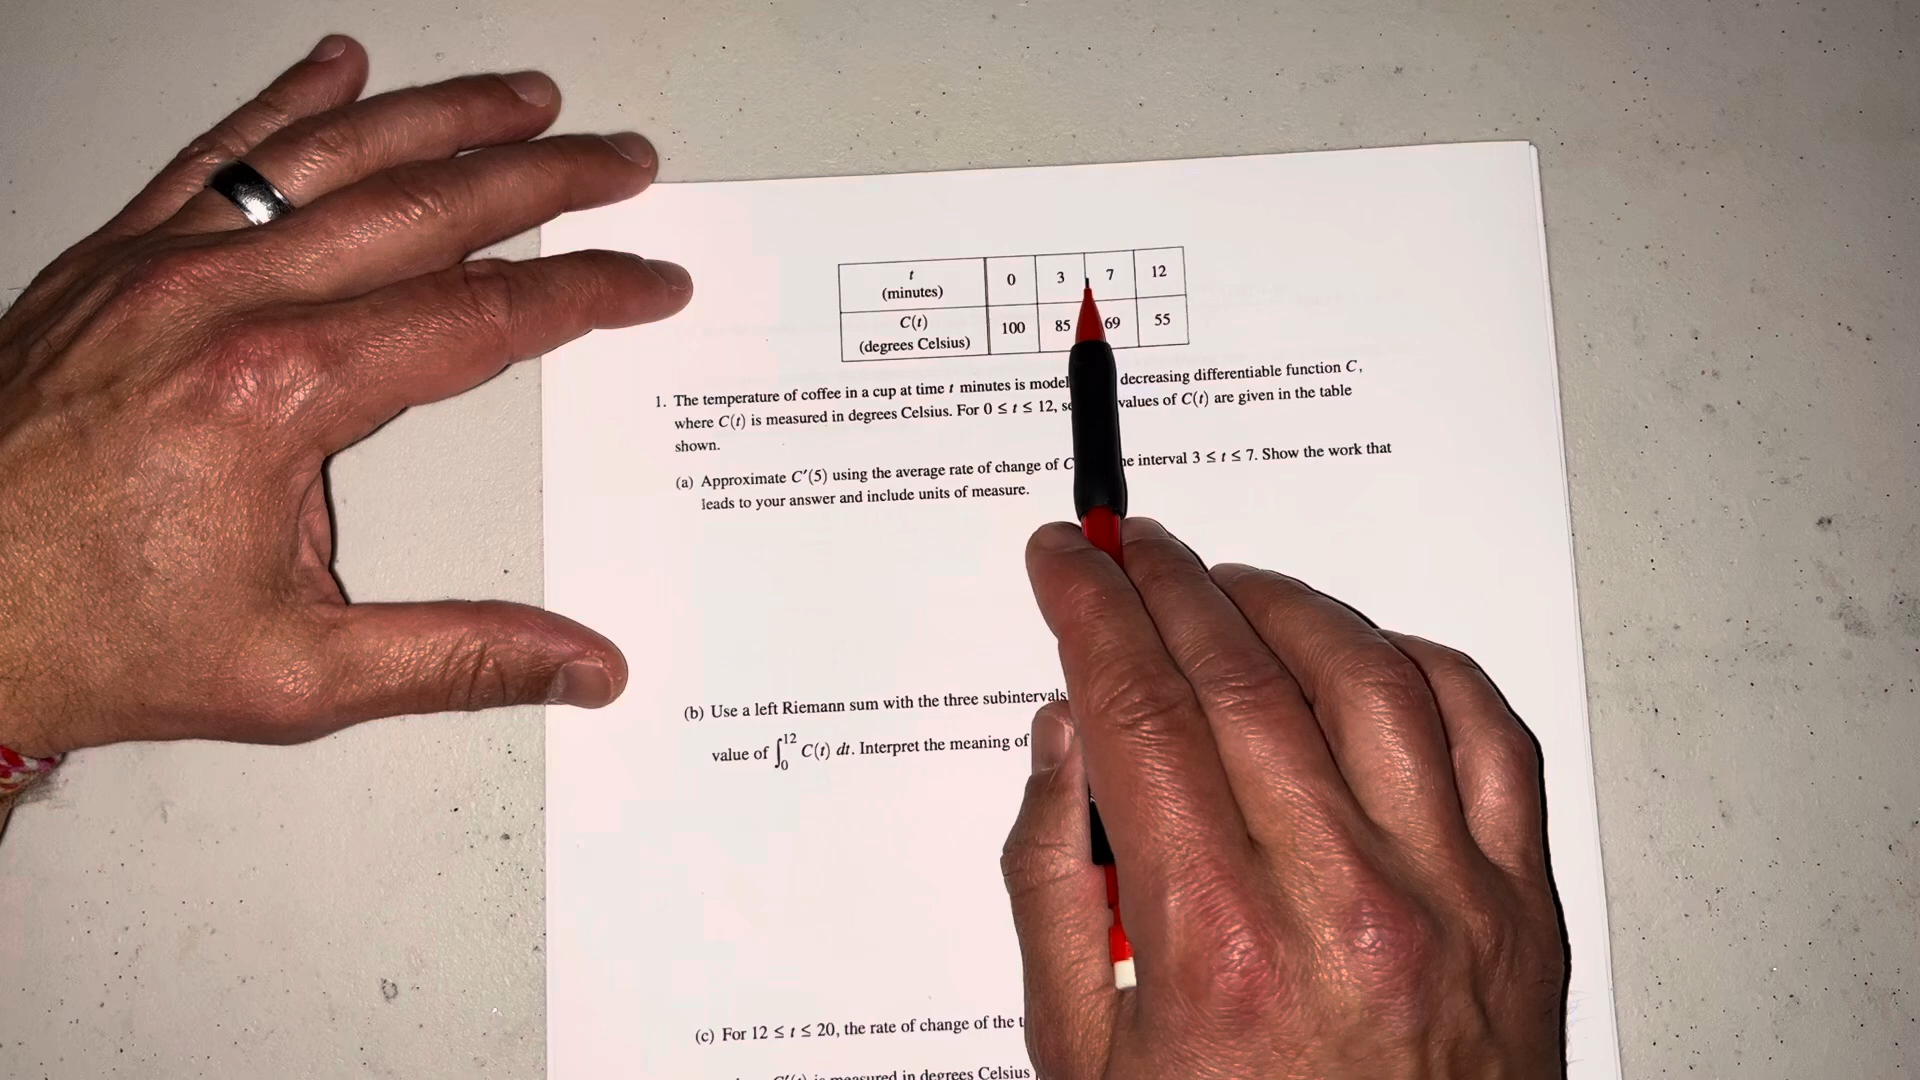 t
(minutes) 0 3 7 12
C(t)
(degrees Celsius) 100 85 69 55
1. The temperature of coffee in a cup at time t minutes is decreasing differentiable function C,
where C(t) is measured in degrees Celsius. For 0 ≤ t ≤ 12, values of C(t) are given in the table
shown.
(a) Approximate C′(5) using the average rate of change of C interval 3 ≤ t ≤ 7. Show the work that
leads to your answer and include units of measure.
(b) Use a left Riemann sum with the three subintervals
value of ∫₀¹² C(t) dt. Interpret the meaning of
(c) For 12 ≤ t ≤ 20, the rate of change of the
measured in degrees Celsius